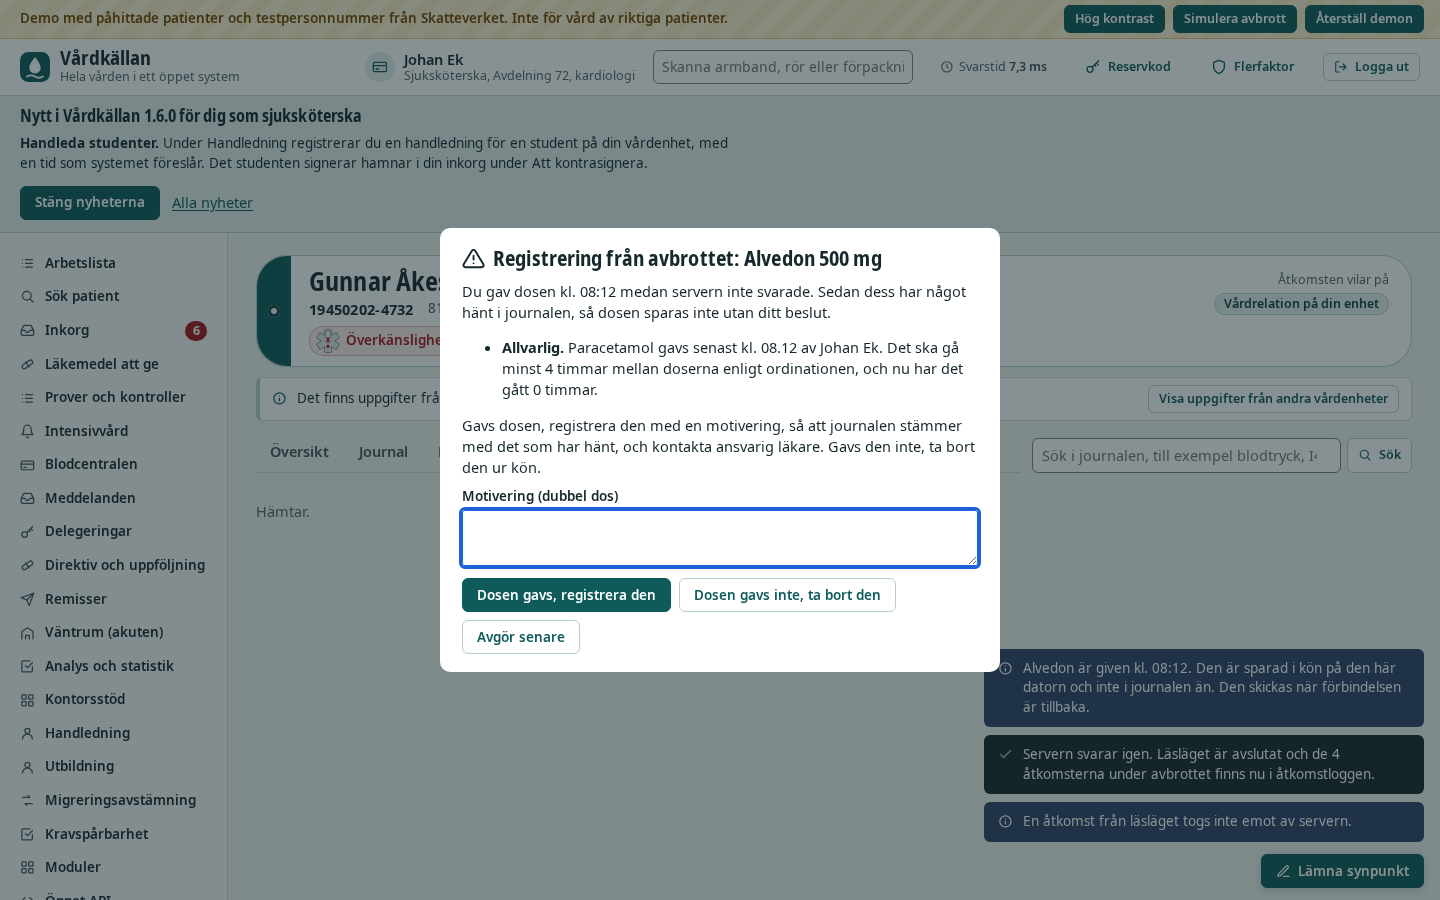 Demo med påhittade patienter och testpersonnummer från Skatteverket. Inte för vård av riktiga patienter.
Hög kontrast
Simulera avbrott
Återställ demon
Vårdkällan
Hela vården i ett öppet system
Johan Ek
Sjuksköterska, Avdelning 72, kardiologi
Skanna armband, rör eller förpackni
Svarstid 7,3 ms
Reservkod
Flerfaktor
Logga ut
Nytt i Vårdkällan 1.6.0 för dig som sjuksköterska
Handleda studenter. Under Handledning registrerar du en handledning för en student på din vårdenhet, med
en tid som systemet föreslår. Det studenten signerar hamnar i din inkorg under Att kontrasignera.
Stäng nyheterna
Alla nyheter
Arbetslista
Sök patient
Inkorg
6
Läkemedel att ge
Prover och kontroller
Intensivvård
Blodcentralen
Meddelanden
Delegeringar
Direktiv och uppföljning
Remisser
Väntrum (akuten)
Analys och statistik
Kontorsstöd
Handledning
Utbildning
Migreringsavstämning
Kravspårbarhet
Moduler
Gunnar Åke
19450202-4732
81
Överkänslighe
Åtkomsten vilar på
Vårdrelation på din enhet
Det finns uppgifter frå
Visa uppgifter från andra vårdenheter
Översikt
Journal
Sök i journalen, till exempel blodtryck, I
Sök
Hämtar.
Registrering från avbrottet: Alvedon 500 mg
Du gav dosen kl. 08:12 medan servern inte svarade. Sedan dess har något
hänt i journalen, så dosen sparas inte utan ditt beslut.
• Allvarlig. Paracetamol gavs senast kl. 08.12 av Johan Ek. Det ska gå
minst 4 timmar mellan doserna enligt ordinationen, och nu har det
gått 0 timmar.
Gavs dosen, registrera den med en motivering, så att journalen stämmer
med det som har hänt, och kontakta ansvarig läkare. Gavs den inte, ta bort
den ur kön.
Motivering (dubbel dos)
Dosen gavs, registrera den
Dosen gavs inte, ta bort den
Avgör senare
Alvedon är given kl. 08:12. Den är sparad i kön på den här
datorn och inte i journalen än. Den skickas när förbindelsen
är tillbaka.
Servern svarar igen. Läsläget är avslutat och de 4
åtkomsterna under avbrottet finns nu i åtkomstloggen.
En åtkomst från läsläget togs inte emot av servern.
Lämna synpunkt